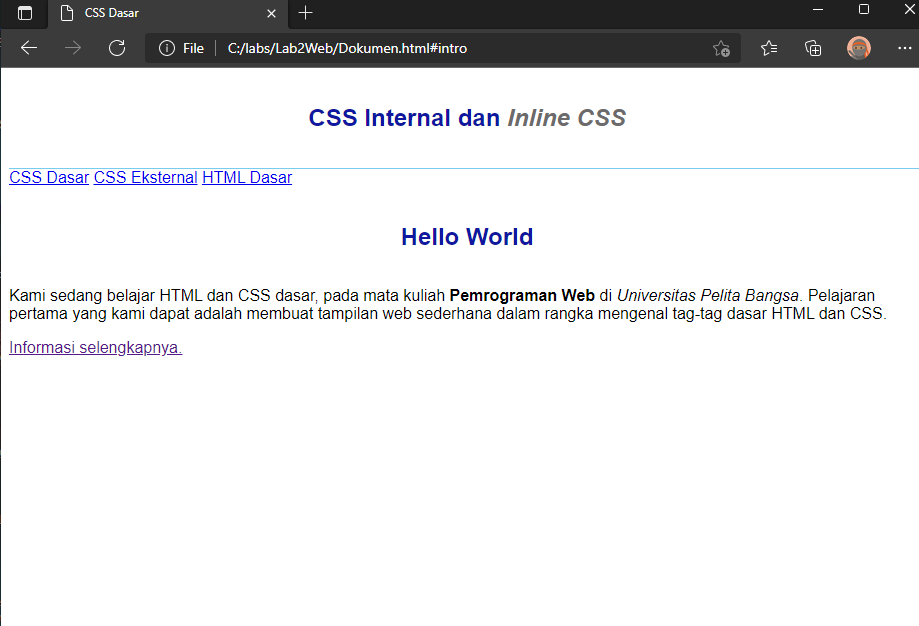 CSS Dasar
File
C:/labs/Lab2Web/Dokumen.html#intro
CSS Internal dan Inline CSS
CSS Dasar CSS Eksternal HTML Dasar
Hello World
Kami sedang belajar HTML dan CSS dasar, pada mata kuliah Pemrograman Web di Universitas Pelita Bangsa. Pelajaran
pertama yang kami dapat adalah membuat tampilan web sederhana dalam rangka mengenal tag-tag dasar HTML dan CSS.
Informasi selengkapnya.